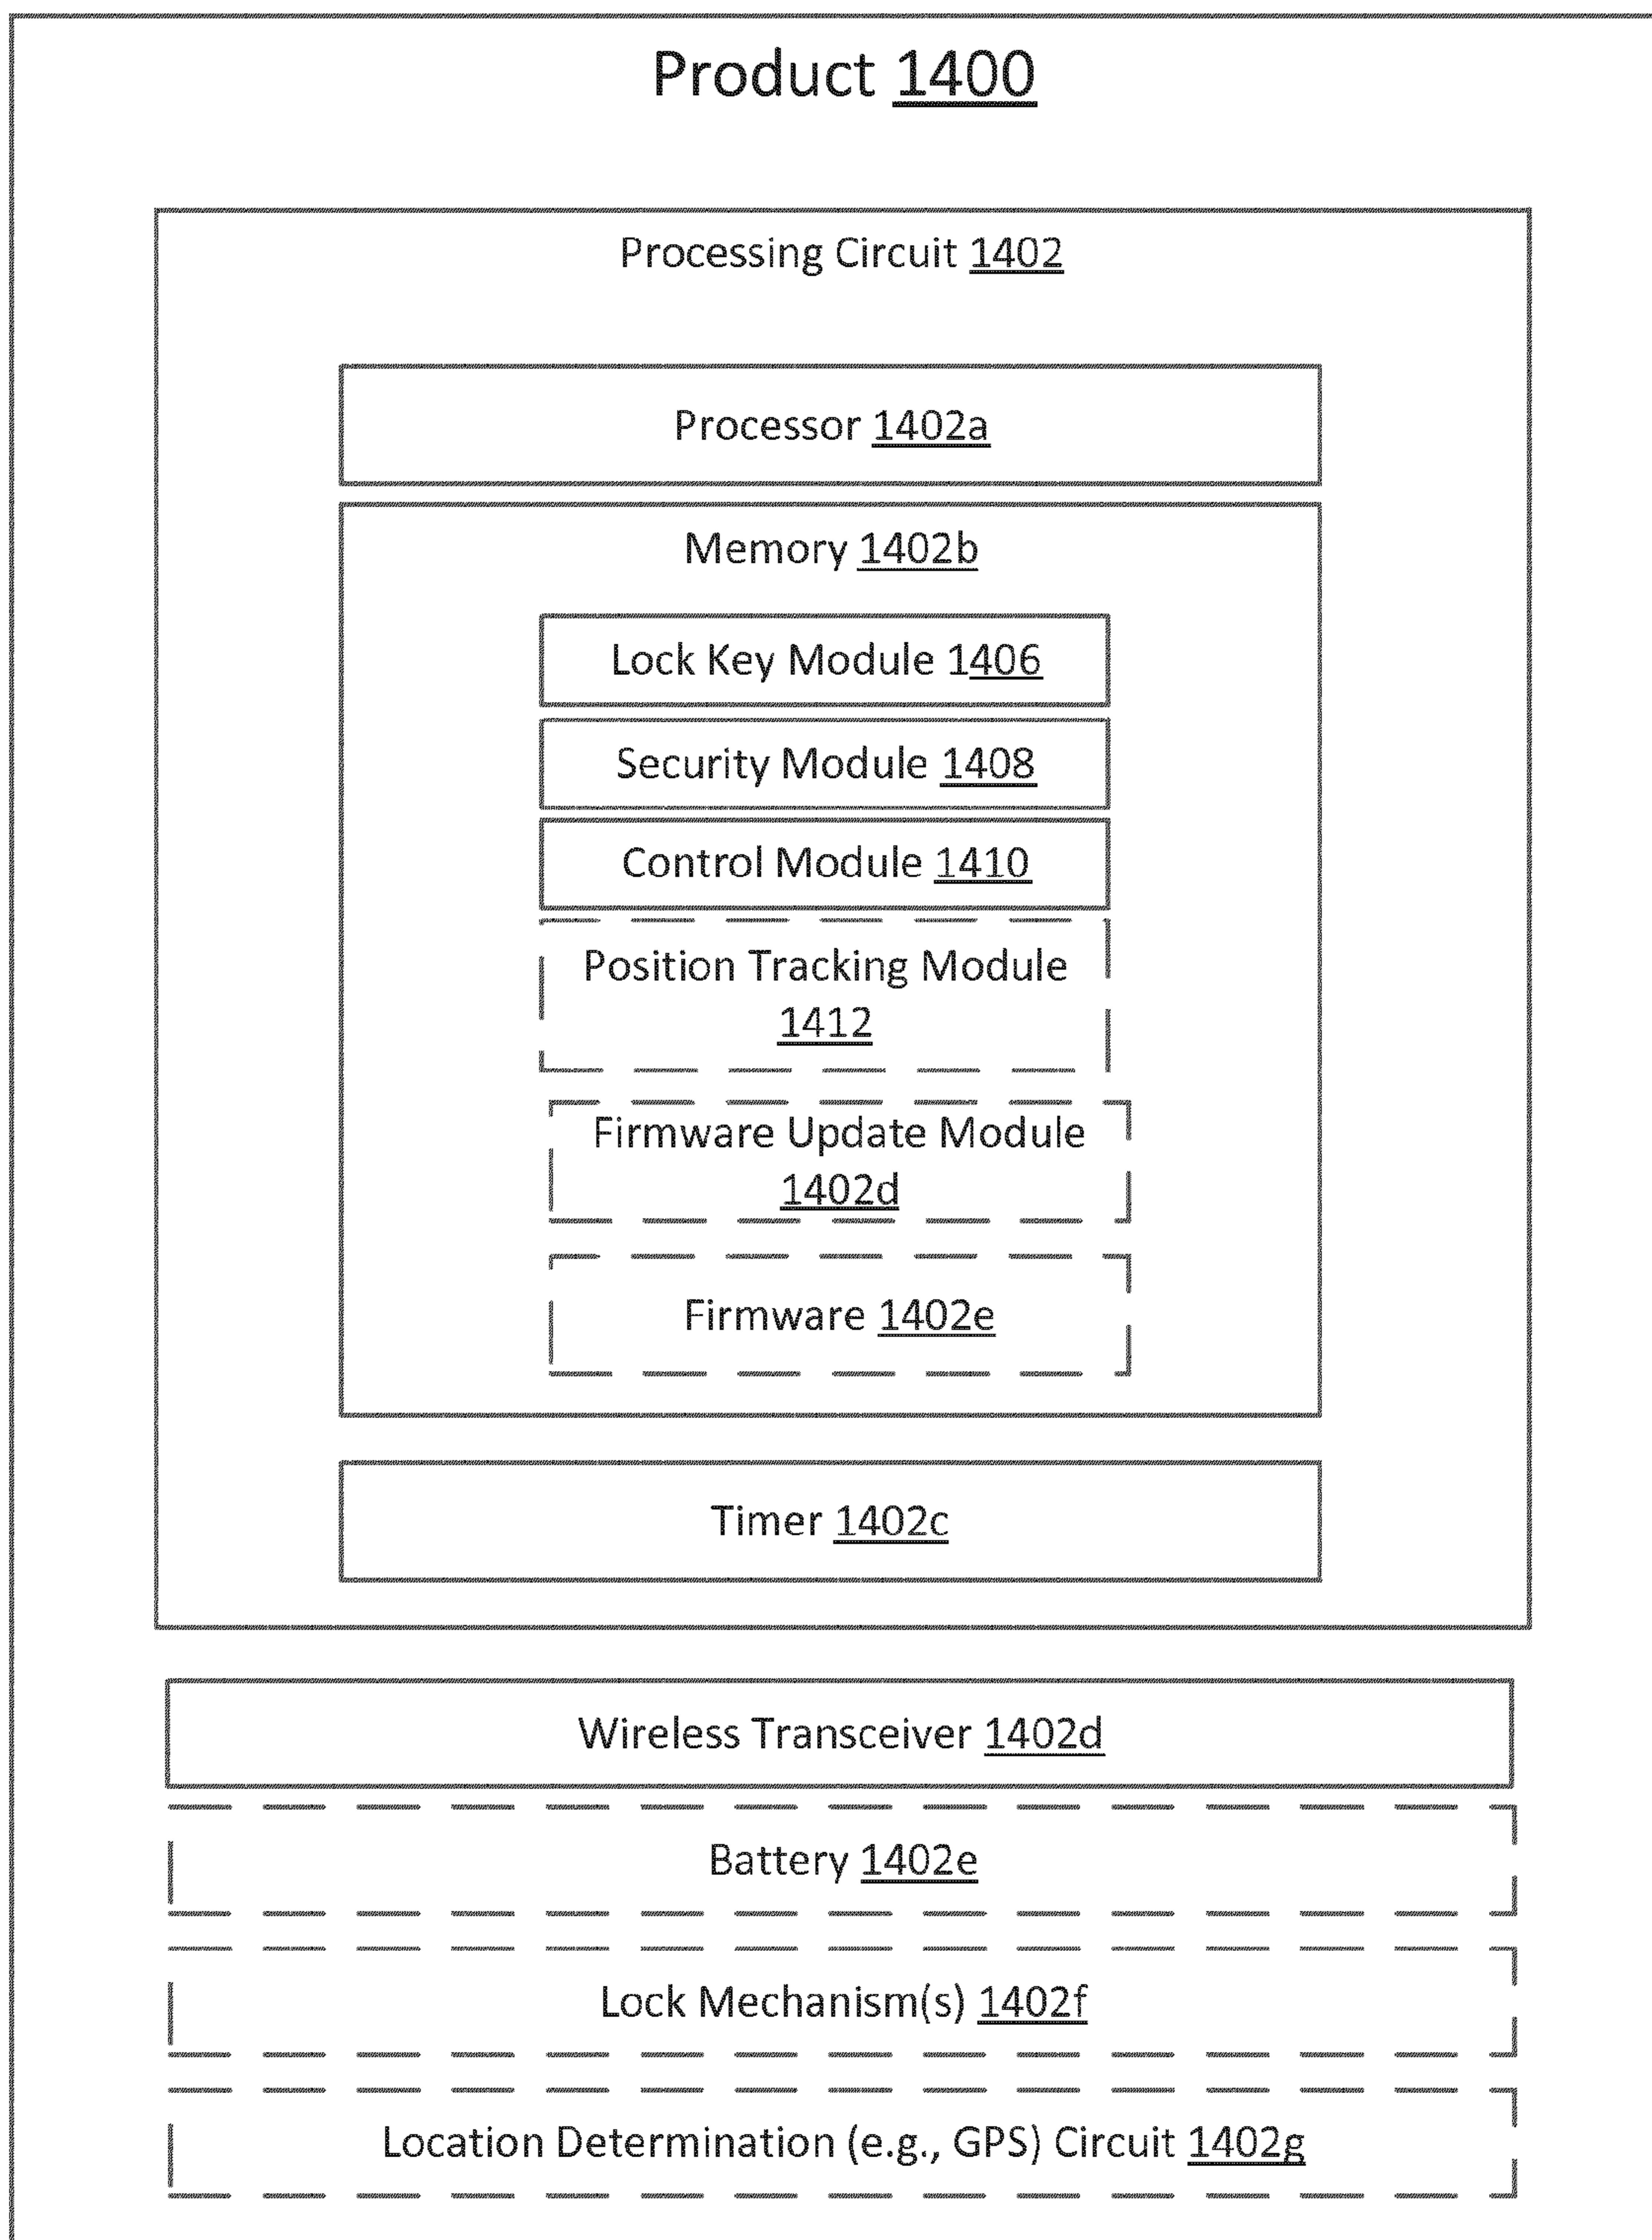 Product 1400
Processing Circuit 1402
Processor 1402a
Memory 1402b
Lock Key Module 1406
Security Module 1408
Control Module 1410
Position Tracking Module
1412
Firmware Update Module
1402d
Firmware 1402e
Timer 1402c
Wireless Transceiver 1402d
Battery 1402e
Lock Mechanism(s) 1402f
Location Determination (e.g., GPS) Circuit 1402g